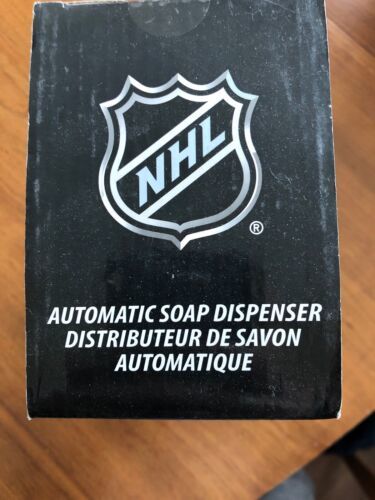 NHL
®
AUTOMATIC SOAP DISPENSER
DISTRIBUTEUR DE SAVON
AUTOMATIQUE